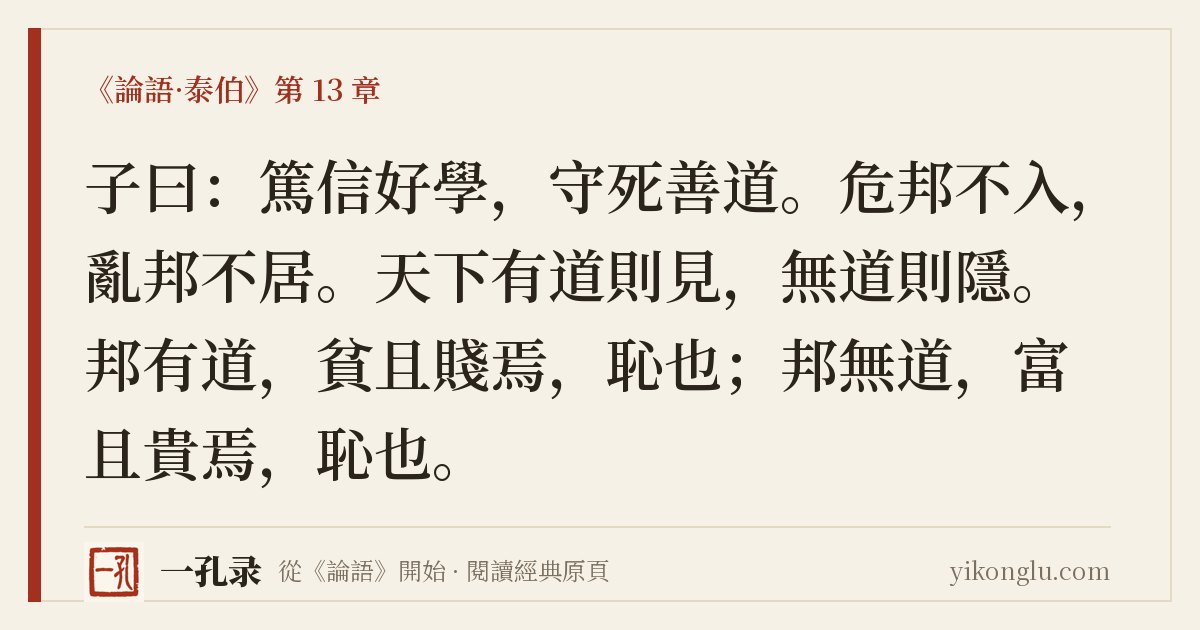 《論語·泰伯》第 13 章
子曰：篤信好學，守死善道。危邦不入，
亂邦不居。天下有道則見，無道則隱。
邦有道，貧且賤焉，恥也；邦無道，富
且貴焉，恥也。
一孔
一孔录 從《論語》開始 · 閱讀經典原頁
yikonglu.com